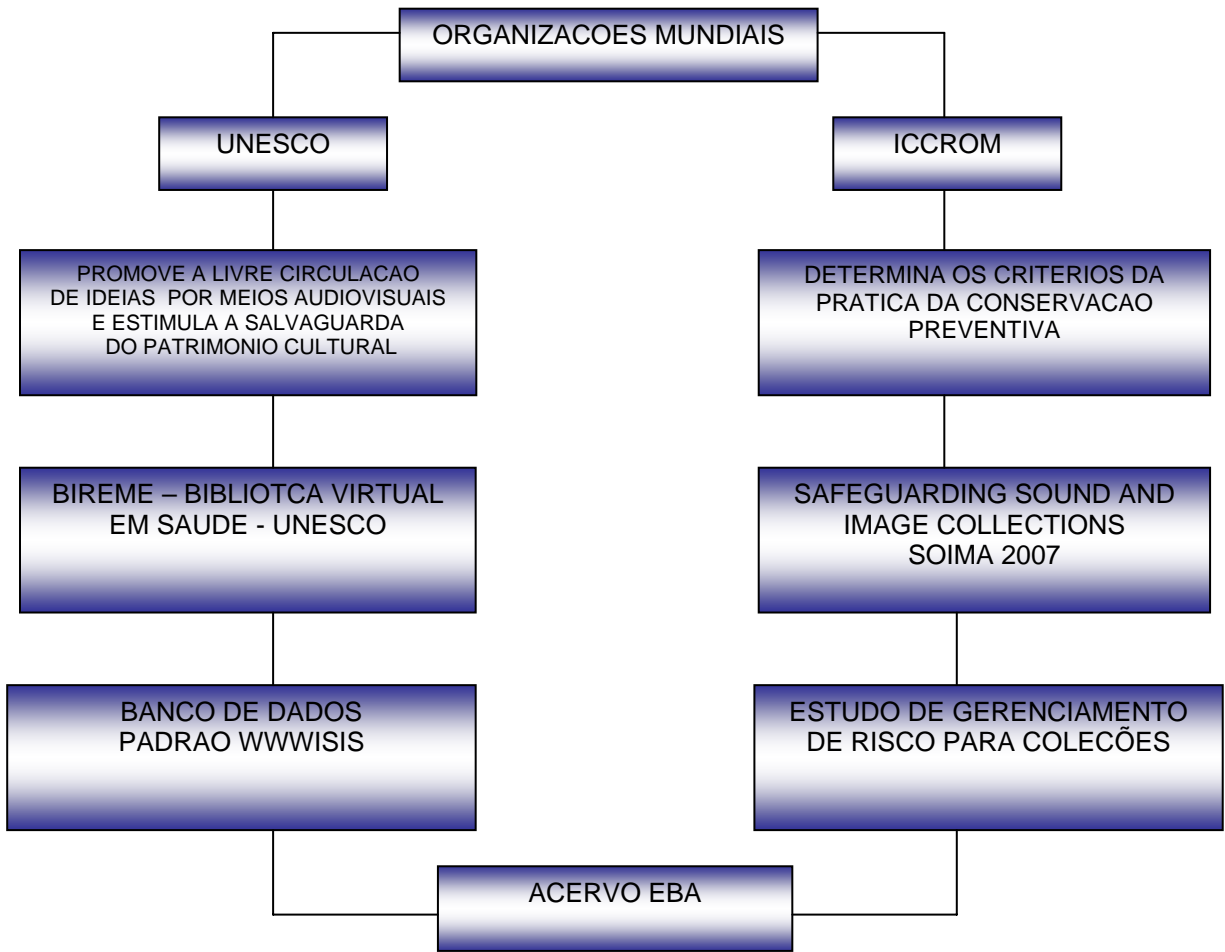 ORGANIZACOES MUNDIAIS
UNESCO
ICCROM
PROMOVE A LIVRE CIRCULACAO
DE IDEIAS POR MEIOS AUDIOVISUAIS
E ESTIMULA A SALVAGUARDA
DO PATRIMONIO CULTURAL
DETERMINA OS CRITERIOS DA
PRATICA DA CONSERVACAO
PREVENTIVA
BIREME – BIBLIOTCA VIRTUAL
EM SAUDE - UNESCO
SAFEGUARDING SOUND AND
IMAGE COLLECTIONS
SOIMA 2007
BANCO DE DADOS
PADRAO WWWISIS
ESTUDO DE GERENCIAMENTO
DE RISCO PARA COLECÕES
ACERVO EBA